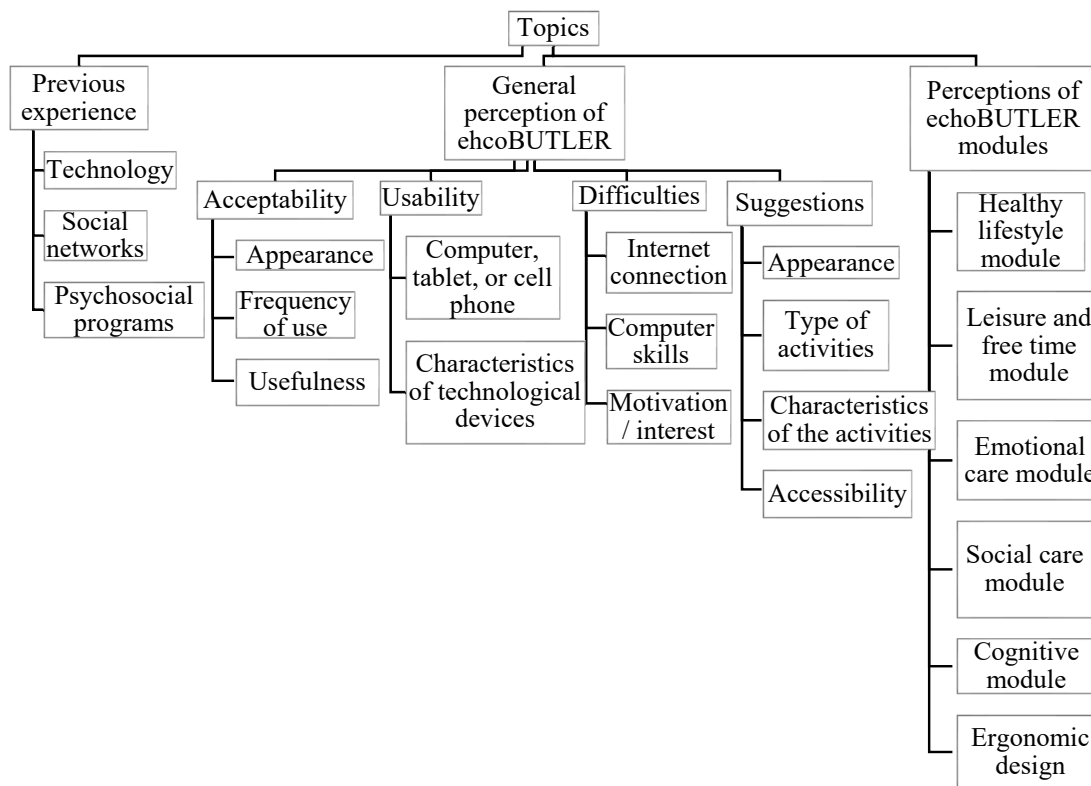 Topics
Previous
experience
Technology
Social
networks
Psychosocial
programs
General
perception of
ehcoBUTLER
Acceptability
Appearance
Frequency
of use
Usefulness
Usability
Computer,
tablet, or cell
phone
Characteristics
of technological
devices
Difficulties
Internet
connection
Computer
skills
Motivation
/ interest
Suggestions
Appearance
Type of
activities
Characteristics
of the activities
Accessibility
Perceptions of
echoBUTLER
modules
Healthy
lifestyle
module
Leisure and
free time
module
Emotional
care module
Social care
module
Cognitive
module
Ergonomic
design